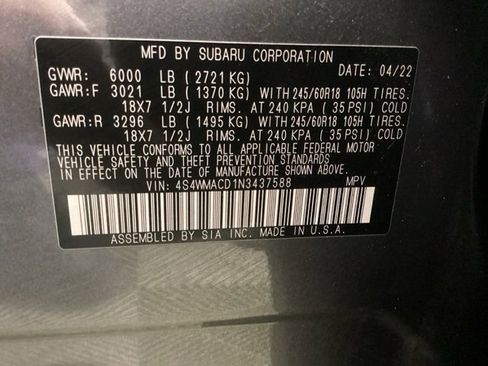 MFD BY SUBARU CORPORATION
GVWR: 6000 LB ( 2721 KG) DATE: 04/22
GAWR:F 3021 LB ( 1370 KG) WITH 245/60R18 105H TIRES,
18X7 1/2J RIMS, AT 240 KPA ( 35 PSI) COLD
GAWR:R 3296 LB ( 1495 KG) WITH 245/60R18 105H TIRES,
18X7 1/2J RIMS, AT 240 KPA ( 35 PSI) COLD
THIS VEHICLE CONFORMS TO ALL APPLICABLE FEDERAL MOTOR
VEHICLE SAFETY AND THEFT PREVENTION STANDARDS
IN EFFECT ON THE DATE OF MANUFACTURE SHOWN ABOVE.
VIN: 4S4WMACD1N3437588 MPV
ASSEMBLED BY SIA INC. MADE IN U.S.A.